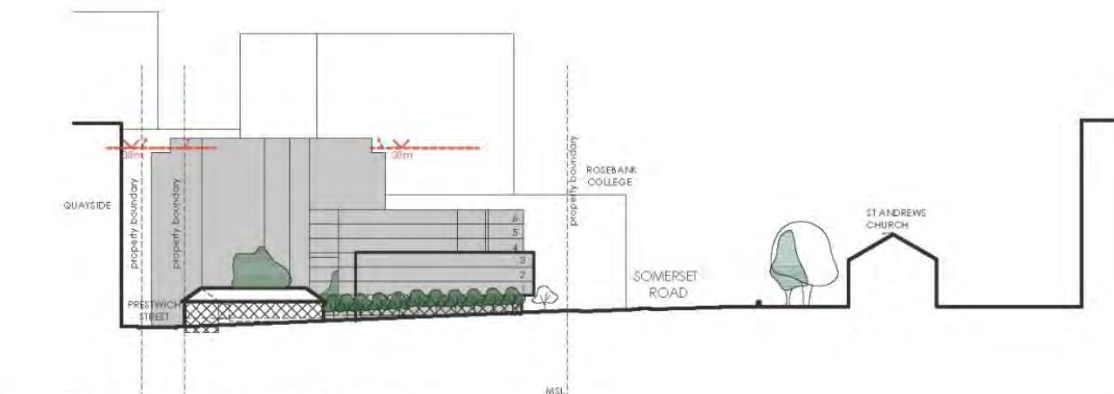 38m
38m
property boundary
property boundary
property boundary
QUAYSIDE
ROSEBANK
COLLEGE
ST ANDREWS
CHURCH
6
5
4
3
2
1
SOMERSET
ROAD
PRESTWICH
STREET
MSL